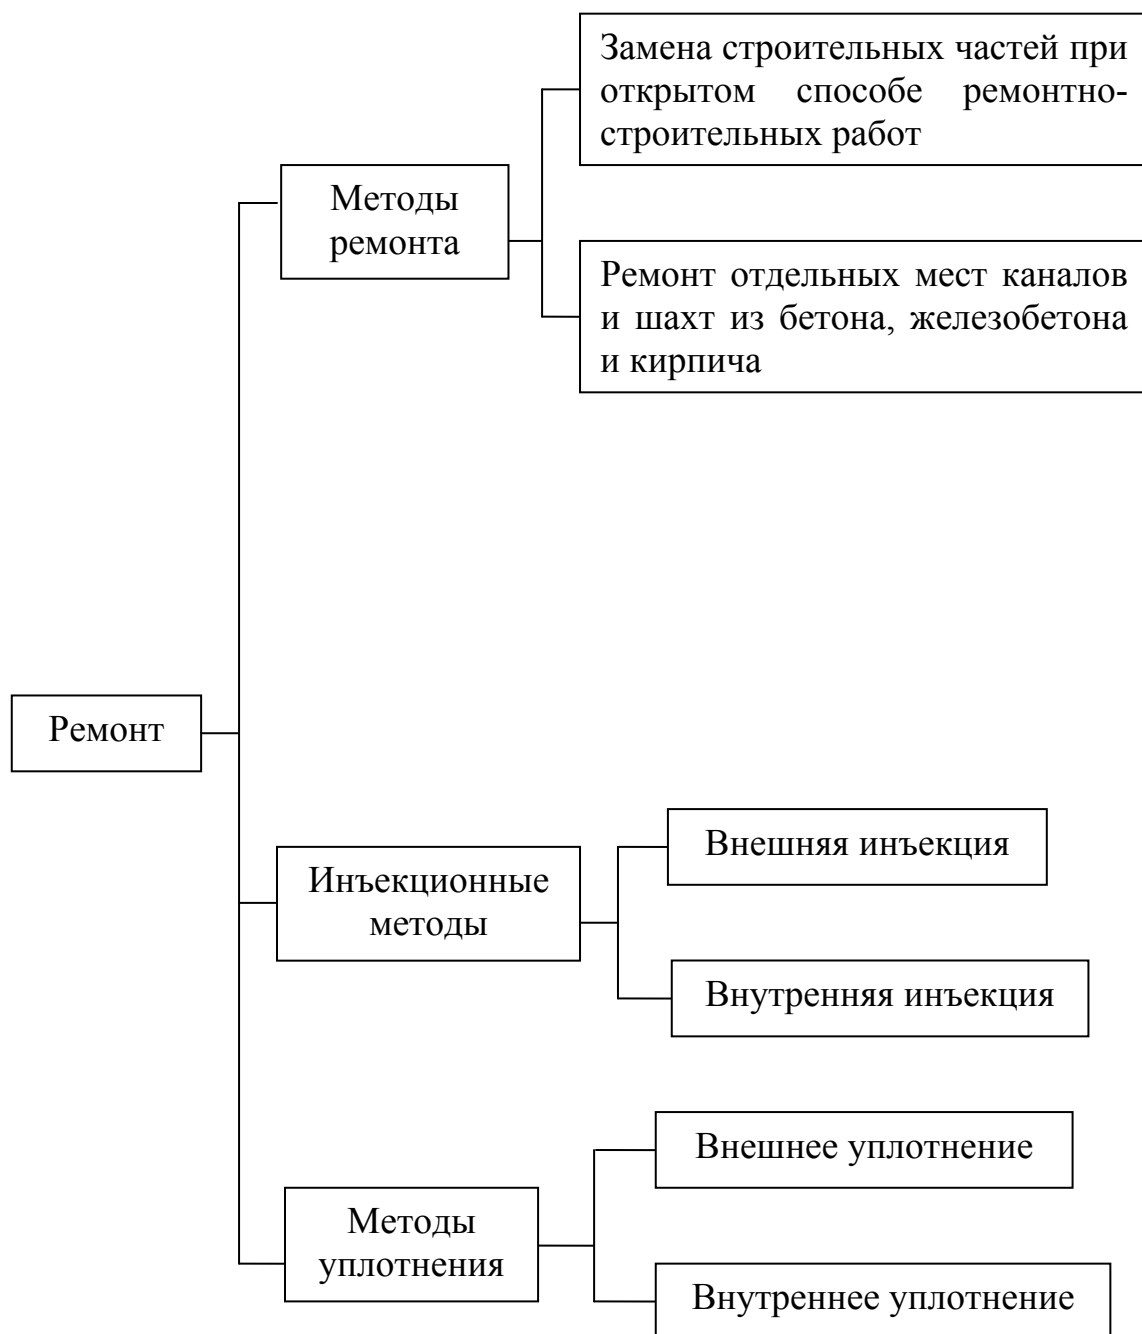 Замена строительных частей при
открытом способе ремонтно-
строительных работ
Методы
ремонта
Ремонт отдельных мест каналов
и шахт из бетона, железобетона
и кирпича
Ремонт
Инъекционные
методы
Внешняя инъекция
Внутренняя инъекция
Методы
уплотнения
Внешнее уплотнение
Внутреннее уплотнение